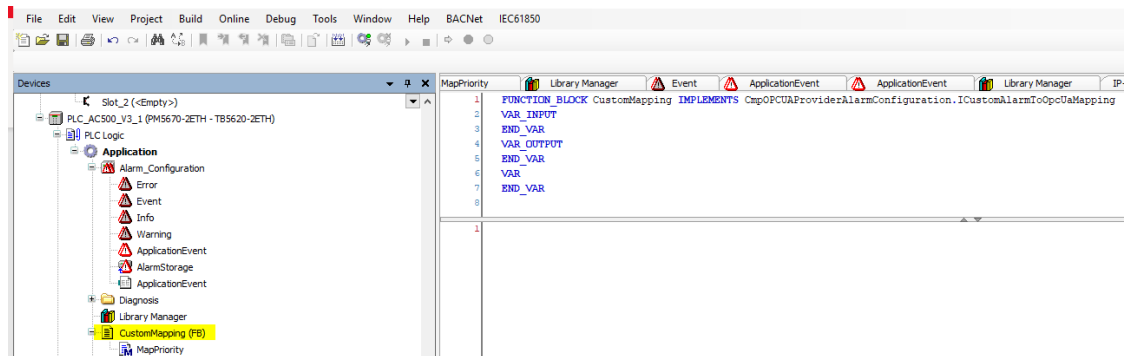 File Edit View Project Build Online Debug Tools Window Help BACNet IEC61850
Devices
Slot_2 (<Empty>)
PLC_AC500_V3_1 (PM5670-2ETH - TB5620-2ETH)
PLC Logic
Application
Alarm_Configuration
Error
Event
Info
Warning
ApplicationEvent
AlarmStorage
ApplicationEvent
Diagnosis
Library Manager
CustomMapping (FB)
MapPriority
MapPriority Library Manager Event ApplicationEvent ApplicationEvent Library Manager IP-
1 FUNCTION_BLOCK CustomMapping IMPLEMENTS CmpOPCUAProviderAlarmConfiguration.ICustomAlarmToOpcUaMapping
2 VAR_INPUT
3 END_VAR
4 VAR_OUTPUT
5 END_VAR
6 VAR
7 END_VAR
8
1